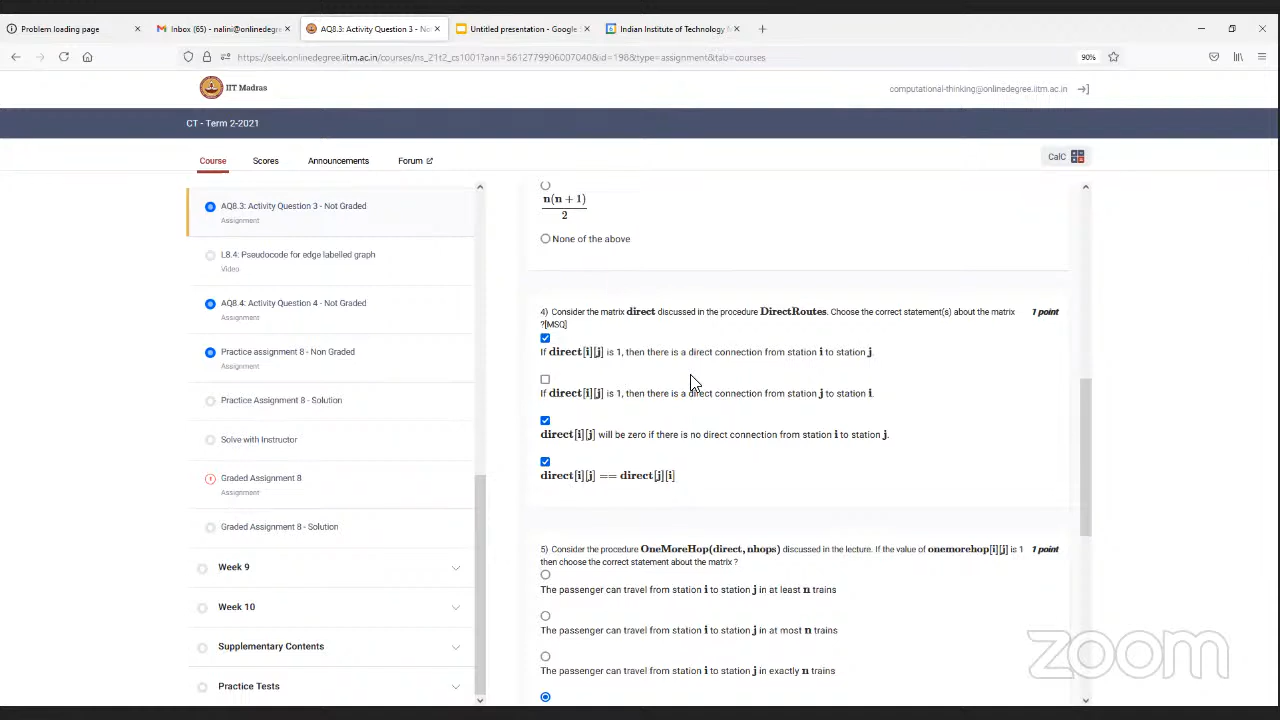 Problem loading page
Inbox (65) - nalini@onlinedegre
AQ8.3: Activity Question 3 - No
Untitled presentation - Google
Indian Institute of Technology
https://seek.onlinedegree.iitm.ac.in/courses/ns_21t2_cs1001?ann=5612779906007040&id=198&type=assignment&tab=courses
90%
IIT Madras
computational-thinking@onlinedegree.iitm.ac.in
CT - Term 2-2021
Course
Scores
Announcements
Forum
CalC
AQ8.3: Activity Question 3 - Not Graded
Assignment
L8.4: Pseudocode for edge labelled graph
Video
AQ8.4: Activity Question 4 - Not Graded
Assignment
Practice assignment 8 - Non Graded
Assignment
Practice Assignment 8 - Solution
Solve with Instructor
Graded Assignment 8
Assignment
Graded Assignment 8 - Solution
Week 9
Week 10
Supplementary Contents
Practice Tests
n(n + 1)
2
None of the above
4) Consider the matrix direct discussed in the procedure DirectRoutes. Choose the correct statement(s) about the matrix
?[MSQ]
1 point
If direct[i][j] is 1, then there is a direct connection from station i to station j.
If direct[i][j] is 1, then there is a direct connection from station j to station i.
direct[i][j] will be zero if there is no direct connection from station i to station j.
direct[i][j] == direct[j][i]
5) Consider the procedure OneMoreHop(direct, nhops) discussed in the lecture. If the value of onemorehop[i][j] is 1
then choose the correct statement about the matrix ?
1 point
The passenger can travel from station i to station j in at least n trains
The passenger can travel from station i to station j in at most n trains
The passenger can travel from station i to station j in exactly n trains
zoom